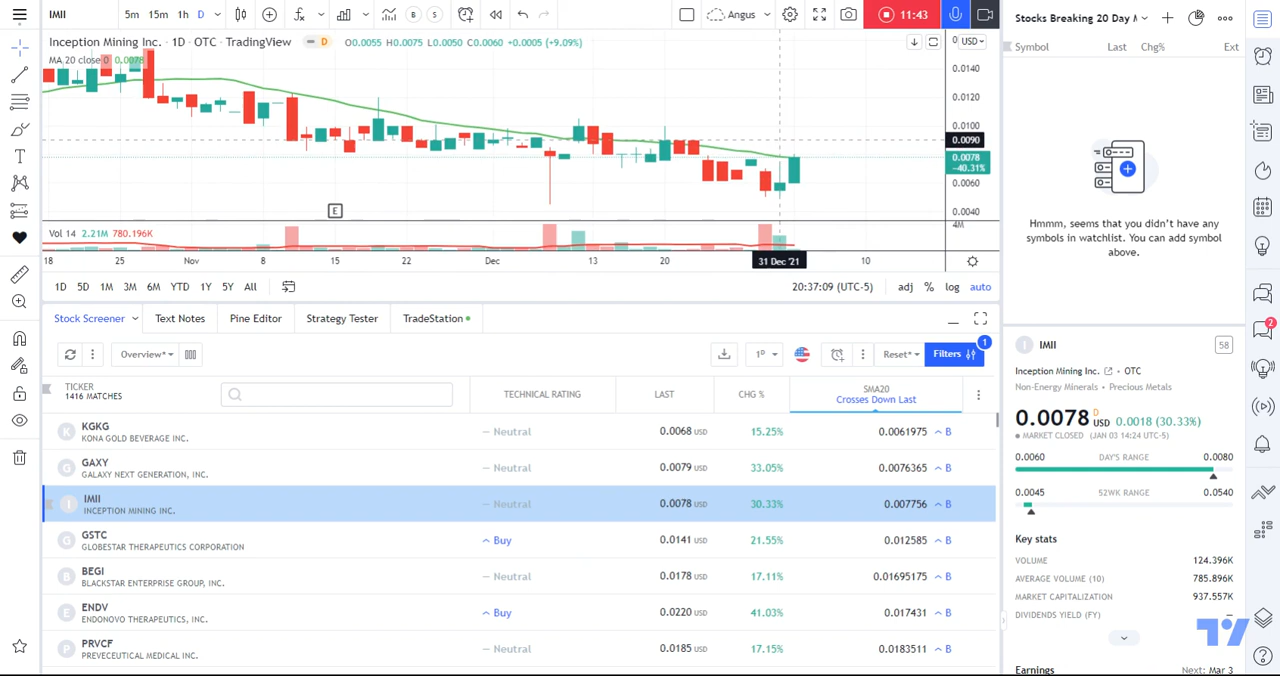 IMII 5m 15m 1h D B S Angus 11:43
Inception Mining Inc. · 1D · OTC · TradingView D O0.0055 H0.0075 L0.0050 C0.0060 +0.0005 (+9.09%)
MA 20 close 0 0.0078
USD
0.0140
0.0120
0.0100
0.0090
0.0078
−40.31%
0.0060
0.0040
E
Vol 14 2.21M 780.196K
4M
18 25 Nov 8 15 22 Dec 13 20 31 Dec '21 10
1D 5D 1M 3M 6M YTD 1Y 5Y All 20:37:09 (UTC-5) adj % log auto
Stock Screener Text Notes Pine Editor Strategy Tester TradeStation
Overview* 1D Reset* Filters 1
TICKER
1416 MATCHES
TECHNICAL RATING LAST CHG % SMA20
Crosses Down Last
K KGKG
KONA GOLD BEVERAGE INC.
— Neutral 0.0068 USD 15.25% 0.0061975 B
G GAXY
GALAXY NEXT GENERATION, INC.
— Neutral 0.0079 USD 33.05% 0.0076365 B
I IMII
INCEPTION MINING INC.
— Neutral 0.0078 USD 30.33% 0.007756 B
G GSTC
GLOBESTAR THERAPEUTICS CORPORATION
Buy 0.0141 USD 21.55% 0.012585 B
B BEGI
BLACKSTAR ENTERPRISE GROUP, INC.
— Neutral 0.0178 USD 17.11% 0.01695175 B
E ENDV
ENDONOVO THERAPEUTICS, INC.
Buy 0.0220 USD 41.03% 0.017431 B
P PRVCF
PREVECEUTICAL MEDICAL INC.
— Neutral 0.0185 USD 17.15% 0.0183511 B
Stocks Breaking 20 Day
Symbol Last Chg% Ext
Hmmm, seems that you didn't have any
symbols in watchlist. You can add symbol
above.
2
I IMII 58
Inception Mining Inc. • OTC
Non-Energy Minerals • Precious Metals
0.0078 D USD 0.0018 (30.33%)
MARKET CLOSED (JAN 03 14:24 UTC-5)
0.0060 DAY'S RANGE 0.0080
0.0045 52WK RANGE 0.0540
Key stats
VOLUME 124.396K
AVERAGE VOLUME (10) 785.896K
MARKET CAPITALIZATION 937.557K
DIVIDENDS YIELD (FY) —
Earnings Next: Mar 3